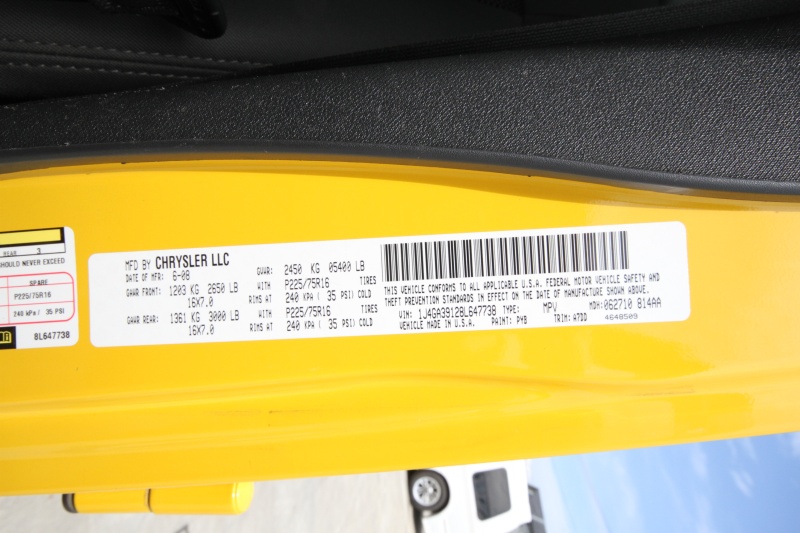 REAR 3
SHOULD NEVER EXCEED
SPARE
P225/75R16
240 kPa / 35 PSI
8L647738
MFD BY CHRYSLER LLC
DATE OF MFR 6-08 GVWR: 2450 KG 05400 LB
GAWR FRONT: 1203 KG 2650 LB WITH P225/75R16 TIRES
16X7.0 RIMS AT 240 KPA ( 35 PSI) COLD
GAWR REAR: 1361 KG 3000 LB WITH P225/75R16 TIRES
16X7.0 RIMS AT 240 KPA ( 35 PSI) COLD
THIS VEHICLE CONFORMS TO ALL APPLICABLE U.S.A. FEDERAL MOTOR VEHICLE SAFETY AND
THEFT PREVENTION STANDARDS IN EFFECT ON THE DATE OF MANUFACTURE SHOWN ABOVE.
VIN: 1J4GA39128L647738 TYPE: MPV MDH: 062710 814AA
VEHICLE MADE IN U.S.A. PAINT: PYB TRIM: A7DD 4648509